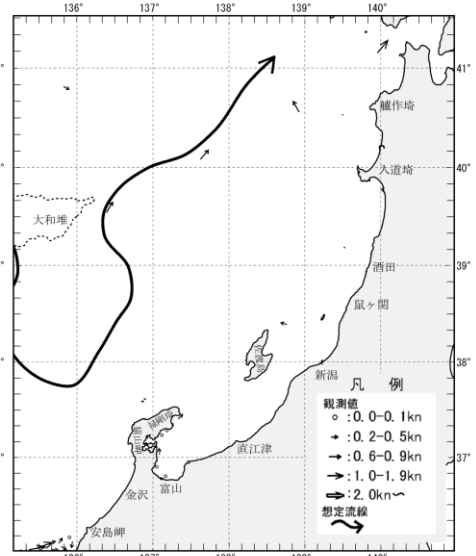 136° 137° 138° 139° 140°
41°
艫作埼
40°
入道埼
大和堆
39°
酒田
鼠ヶ関
38°
新潟
凡 例
観測値
:0.0-0.1kn
:0.2-0.5kn
:0.6-0.9kn
:1.0-1.9kn
:2.0kn〜
想定流線
37°
直江津
富山
金沢
安島岬